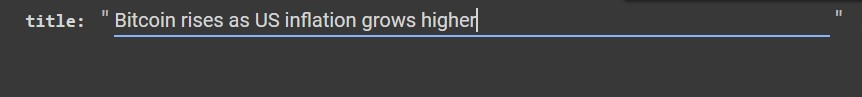 title: " Bitcoin rises as US inflation grows higher "